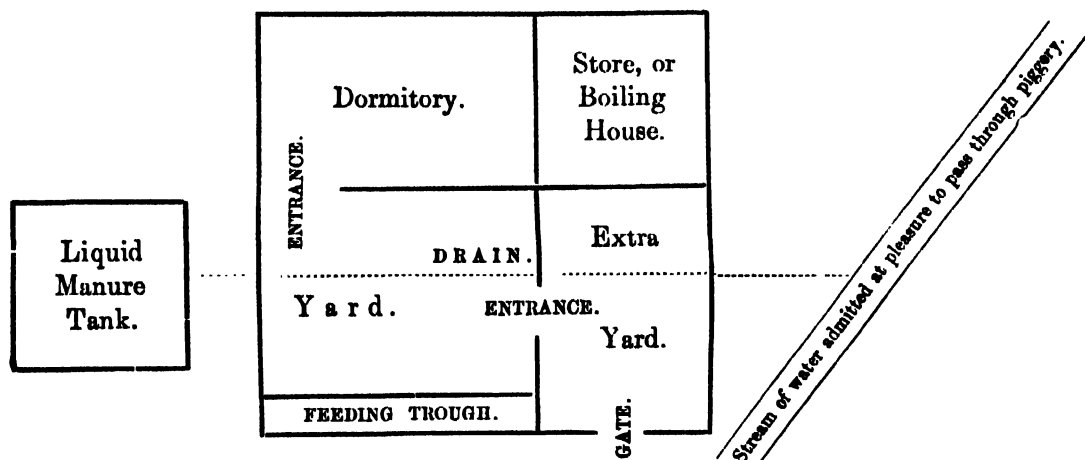 Dormitory.
Store, or
Boiling
House.
ENTRANCE.
Liquid
Manure
Tank.
DRAIN.
Extra
Yard.
ENTRANCE.
Yard.
FEEDING TROUGH.
GATE.
Stream of water admitted at pleasure to pass through piggery.